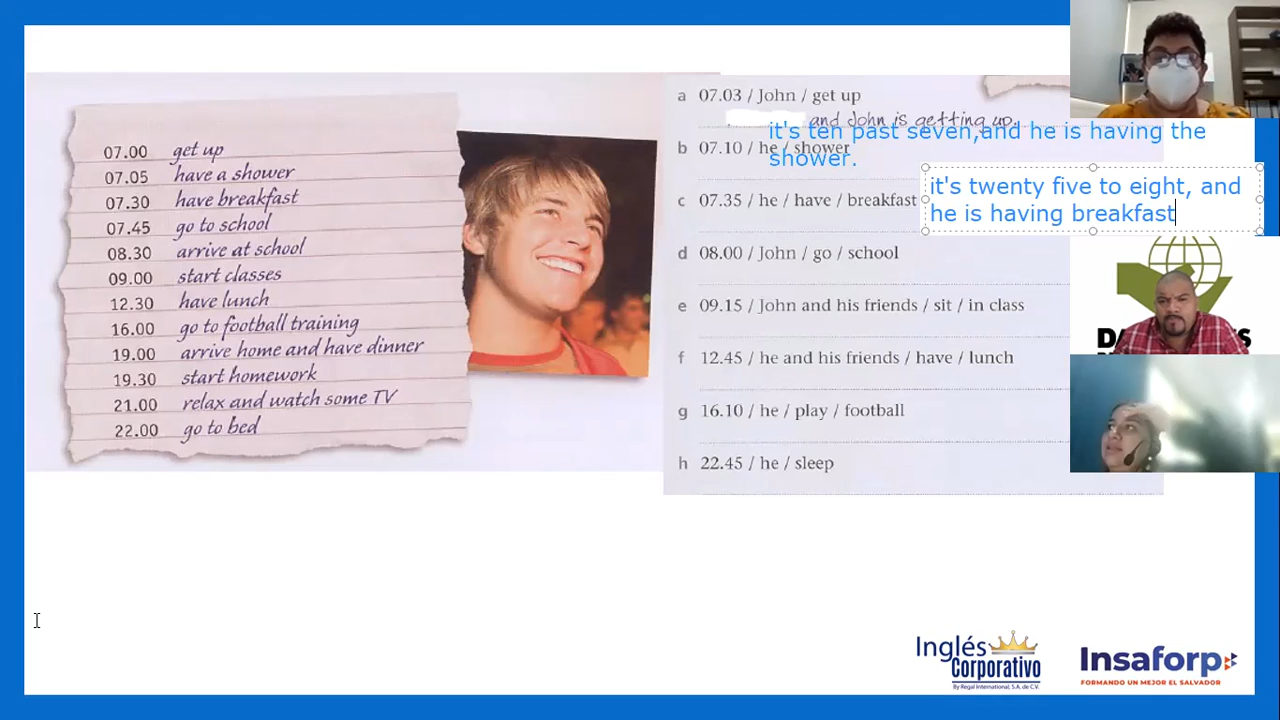 07.00 get up
07.05 have a shower
07.30 have breakfast
07.45 go to school
08.30 arrive at school
09.00 start classes
12.30 have lunch
16.00 go to football training
19.00 arrive home and have dinner
19.30 start homework
21.00 relax and watch some TV
22.00 go to bed
a 07.03 / John / get up
and John is getting up.
it's ten past seven,and he is having the
shower.
b 07.10 / he / shower
it's twenty five to eight, and
he is having breakfast
c 07.35 / he / have / breakfast
d 08.00 / John / go / school
e 09.15 / John and his friends / sit / in class
f 12.45 / he and his friends / have / lunch
g 16.10 / he / play / football
h 22.45 / he / sleep
Inglés
Corporativo
By Regal International, S.A. de C.V.
Insaforp
FORMANDO UN MEJOR EL SALVADOR